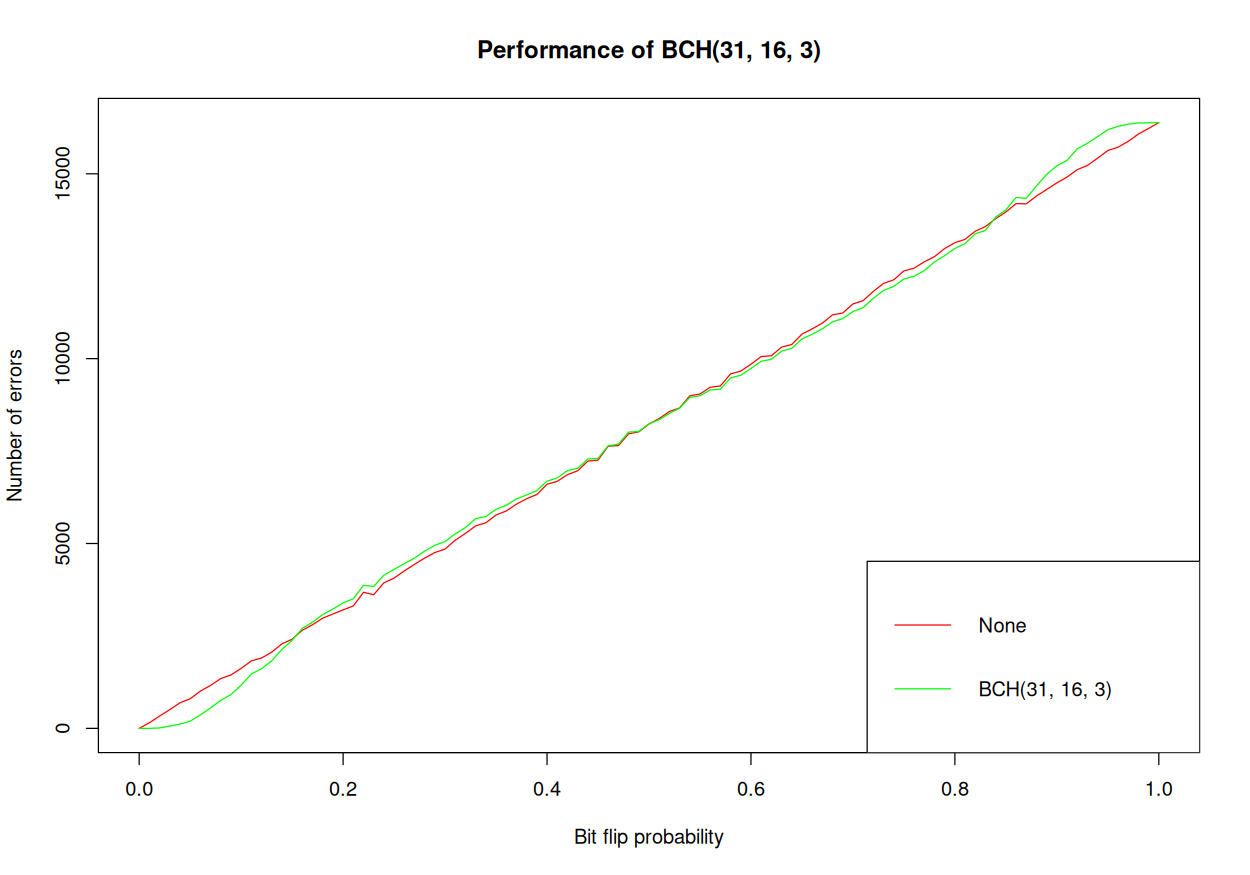 Performance of BCH(31, 16, 3)
Number of errors
15000
10000
5000
0
None
BCH(31, 16, 3)
0.0 0.2 0.4 0.6 0.8 1.0
Bit flip probability